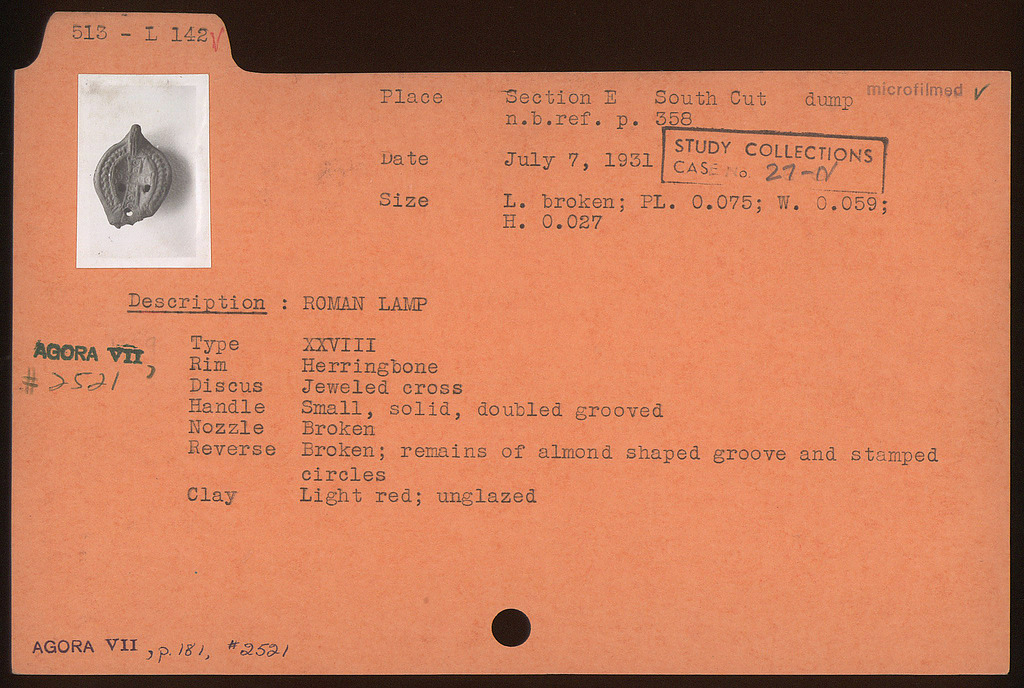 513 - L 142 √
microfilmed ✓
Place Section E South Cut dump
n.b.ref. p. 358
STUDY COLLECTIONS
CASE No. 27-IV
Date July 7, 1931
Size L. broken; PL. 0.075; W. 0.059;
H. 0.027
Description : ROMAN LAMP
AGORA VII,
# 2521
Type XXVIII
Rim Herringbone
Discus Jeweled cross
Handle Small, solid, doubled grooved
Nozzle Broken
Reverse Broken; remains of almond shaped groove and stamped
circles
Clay Light red; unglazed
AGORA VII, p. 181, #2521